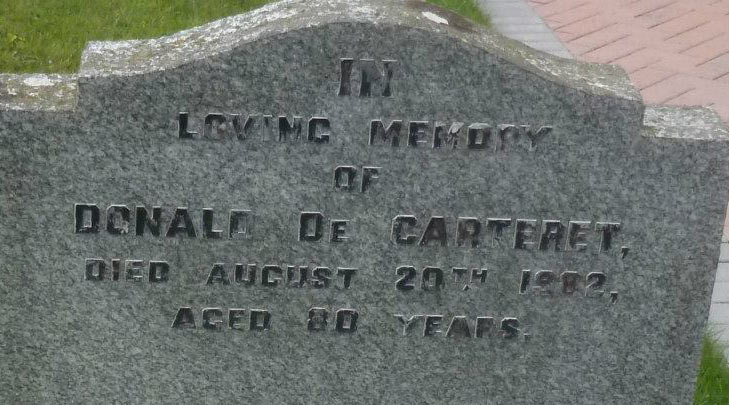 IN
LOVING MEMORY
OF
DONALD De CARTERET,
DIED AUGUST 20TH 1982,
AGED 80 YEARS.